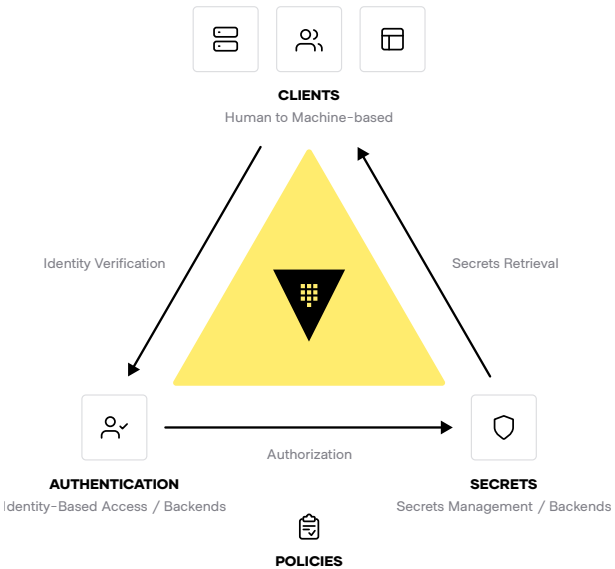 CLIENTS
Human to Machine-based
Identity Verification
Secrets Retrieval
Authorization
AUTHENTICATION
Identity-Based Access / Backends
SECRETS
Secrets Management / Backends
POLICIES